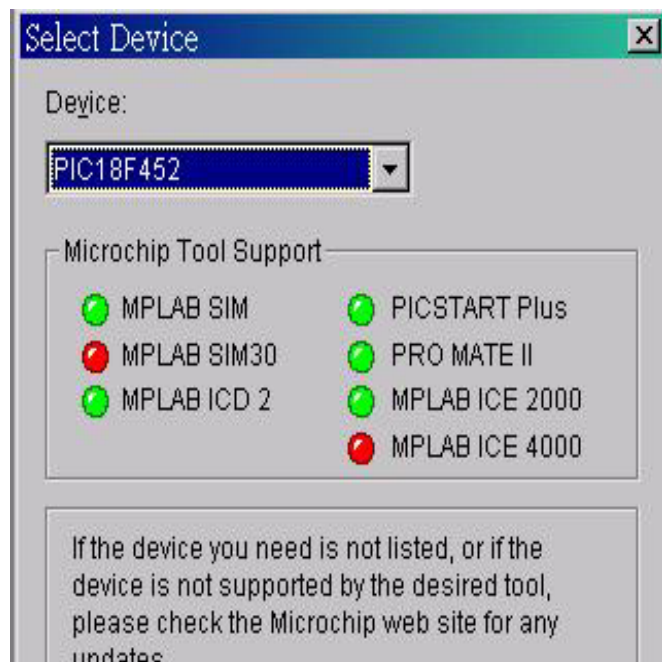 Select Device
Device:
PIC18F452
Microchip Tool Support
MPLAB SIM
MPLAB SIM30
MPLAB ICD 2
PICSTART Plus
PRO MATE II
MPLAB ICE 2000
MPLAB ICE 4000
If the device you need is not listed, or if the
device is not supported by the desired tool,
please check the Microchip web site for any
updates